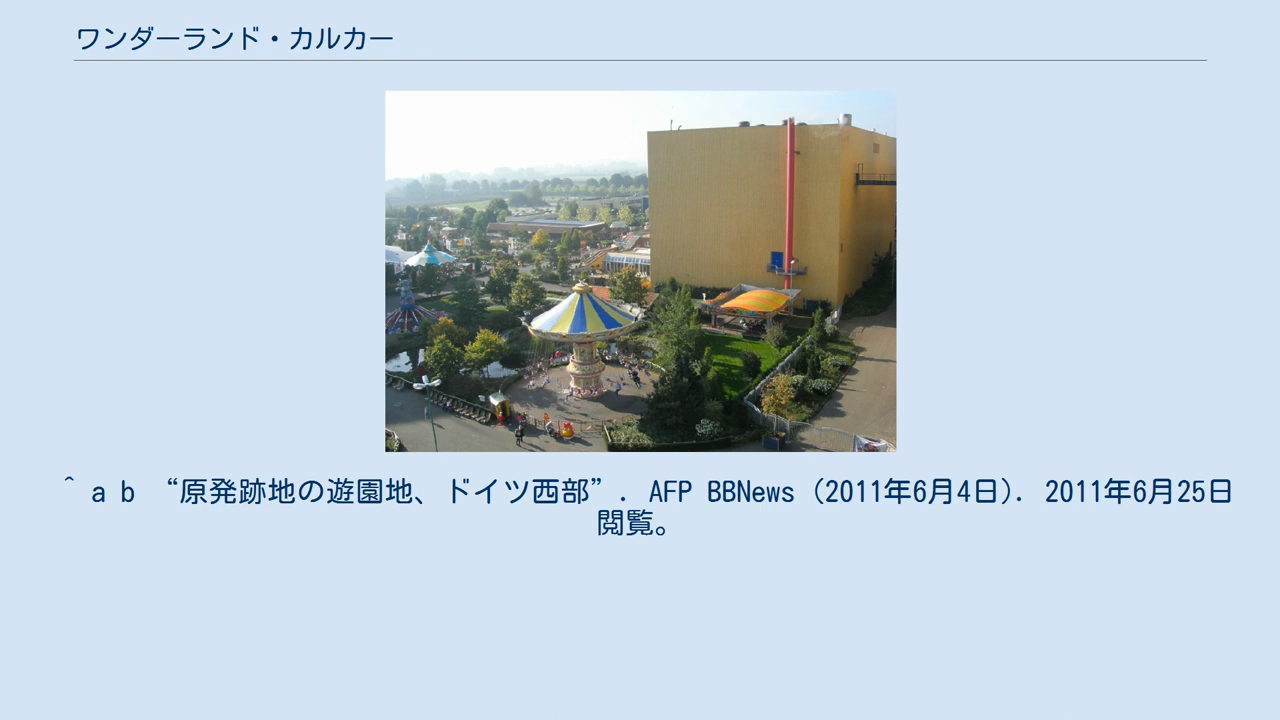 ワンダーランド・カルカー
^ a b “原発跡地の遊園地、ドイツ西部”. AFP BBNews (2011年6月4日). 2011年6月25日
閲覧。